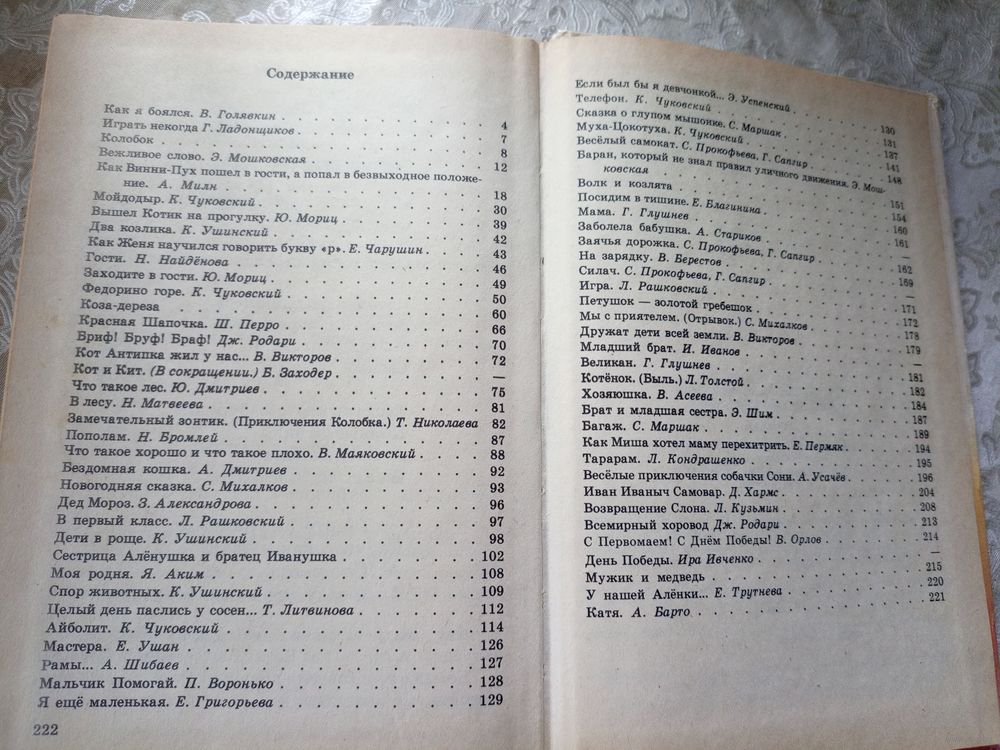 Содержание
Как я боялся. В. Голявкин . . . . . . . 4
Играть некогда Г. Ладонщиков . . . . . . . 7
Колобок . . . . . . . 8
Вежливое слово. Э. Мошковская . . . . . . . 12
Как Винни-Пух пошел в гости, а попал в безвыходное положе-
ние. А. Милн . . . . . . . 18
Мойдодыр. К. Чуковский . . . . . . . 30
Вышел Котик на прогулку. Ю. Мориц . . . . . . . 39
Два козлика. К. Ушинский . . . . . . . 42
Как Женя научился говорить букву «р». Е. Чарушин . . . 43
Гости. Н. Найдёнова . . . . . . . 46
Заходите в гости. Ю. Мориц . . . . . . . 49
Федорино горе. К. Чуковский . . . . . . . 50
Коза-дереза . . . . . . . 60
Красная Шапочка. Ш. Перро . . . . . . . 66
Бриф! Бруф! Браф! Дж. Родари . . . . . . . 70
Кот Антипка жил у нас... В. Викторов . . . . . . . 72
Кот и Кит. (В сокращении.) Б. Заходер . . . . . . . —
Что такое лес. Ю. Дмитриев . . . . . . . 75
В лесу. Н. Матвеева . . . . . . . 81
Замечательный зонтик. (Приключения Колобка.) Т. Николаева 82
Пополам. Н. Бромлей . . . . . . . 87
Что такое хорошо и что такое плохо. В. Маяковский . . . . 88
Бездомная кошка. А. Дмитриев . . . . . . . 92
Новогодняя сказка. С. Михалков . . . . . . . 93
Дед Мороз. З. Александрова . . . . . . . 96
В первый класс. Л. Рашковский . . . . . . . 97
Дети в роще. К. Ушинский . . . . . . . 98
Сестрица Алёнушка и братец Иванушка . . . . . . . 102
Моя родня. Я. Аким . . . . . . . 108
Спор животных. К. Ушинский . . . . . . . 109
Целый день паслись у сосен... Т. Литвинова . . . . . . . 112
Айболит. К. Чуковский . . . . . . . 114
Мастера. Е. Ушан . . . . . . . 126
Рамы... А. Шибаев . . . . . . . 127
Мальчик Помогай. П. Воронько . . . . . . . 128
Я ещё маленькая. Е. Григорьева . . . . . . . 129
222
Если был бы я девчонкой... Э. Успенский . . . . . . . 130
Телефон. К. Чуковский . . . . . . . 131
Сказка о глупом мышонке. С. Маршак . . . . . . . 137
Муха-Цокотуха. К. Чуковский . . . . . . . 141
Весёлый самокат. С. Прокофьева, Г. Сапгир . . . . . . . 148
Баран, который не знал правил уличного движения. Э. Мош-
ковская . . . . . . . 151
Волк и козлята . . . . . . . 154
Посидим в тишине. Е. Благинина . . . . . . . 160
Мама. Г. Глушнев . . . . . . . 161
Заболела бабушка. А. Стариков . . . . . . . —
Заячья дорожка. С. Прокофьева, Г. Сапгир . . . . . . . 162
На зарядку. В. Берестов . . . . . . . 169
Силач. С. Прокофьева, Г. Сапгир . . . . . . . —
Игра. Л. Рашковский . . . . . . . 171
Петушок — золотой гребешок . . . . . . . 172
Мы с приятелем. (Отрывок.) С. Михалков . . . . . . . 178
Дружат дети всей земли. В. Викторов . . . . . . . 179
Младший брат. И. Иванов . . . . . . . —
Великан. Г. Глушнев . . . . . . . 181
Котёнок. (Быль.) Л. Толстой . . . . . . . 182
Хозяюшка. В. Асеева . . . . . . . 184
Брат и младшая сестра. Э. Шим . . . . . . . 187
Багаж. С. Маршак . . . . . . . 189
Как Миша хотел маму перехитрить. Е. Пермяк . . . . . . . 194
Тарарам. Л. Кондрашенко . . . . . . . 195
Весёлые приключения собачки Сони. А. Усачёв . . . . . . . 196
Иван Иваныч Самовар. Д. Хармс . . . . . . . 204
Возвращение Слона. Л. Кузьмин . . . . . . . 208
Всемирный хоровод Дж. Родари . . . . . . . 213
С Первомаем! С Днём Победы! В. Орлов . . . . . . . 214
День Победы. Ира Ивченко . . . . . . . —
Мужик и медведь . . . . . . . 215
У нашей Алёнки... Е. Трутнева . . . . . . . 220
Катя. А. Барто . . . . . . . 221